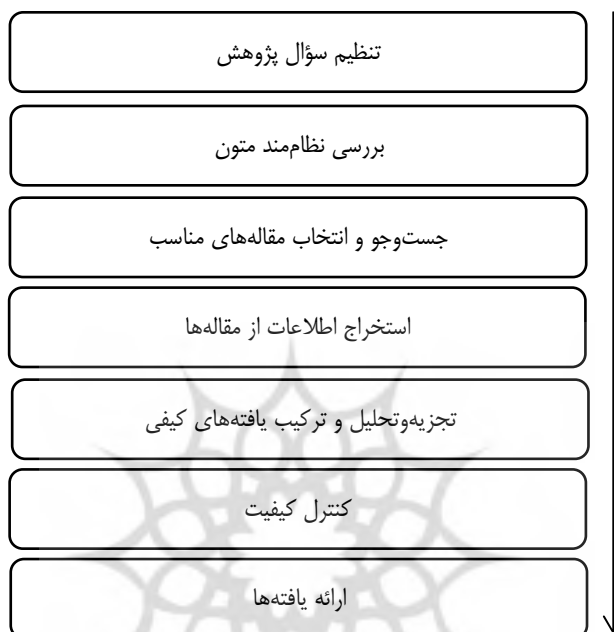 تنظیم سؤال پژوهش
بررسی نظام‌مند متون
جست‌وجو و انتخاب مقاله‌های مناسب
استخراج اطلاعات از مقاله‌ها
تجزیه‌وتحلیل و ترکیب یافته‌های کیفی
کنترل کیفیت
ارائه یافته‌ها